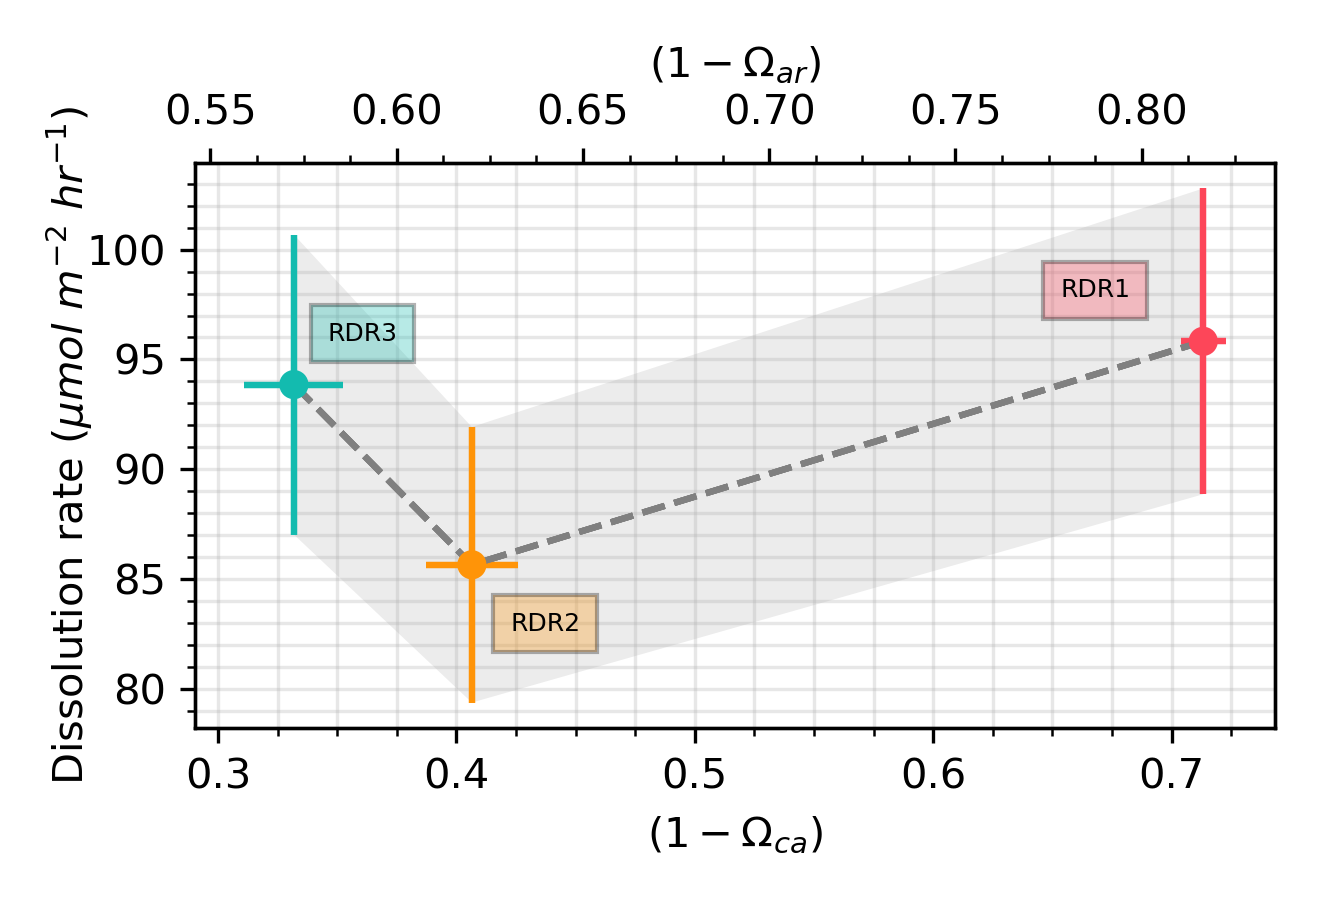 (1 − Ω_ar)
0.55 0.60 0.65 0.70 0.75 0.80
Dissolution rate (μmol m⁻² hr⁻¹)
100
95
90
85
80
RDR1
RDR3
RDR2
0.3 0.4 0.5 0.6 0.7
(1 − Ω_ca)